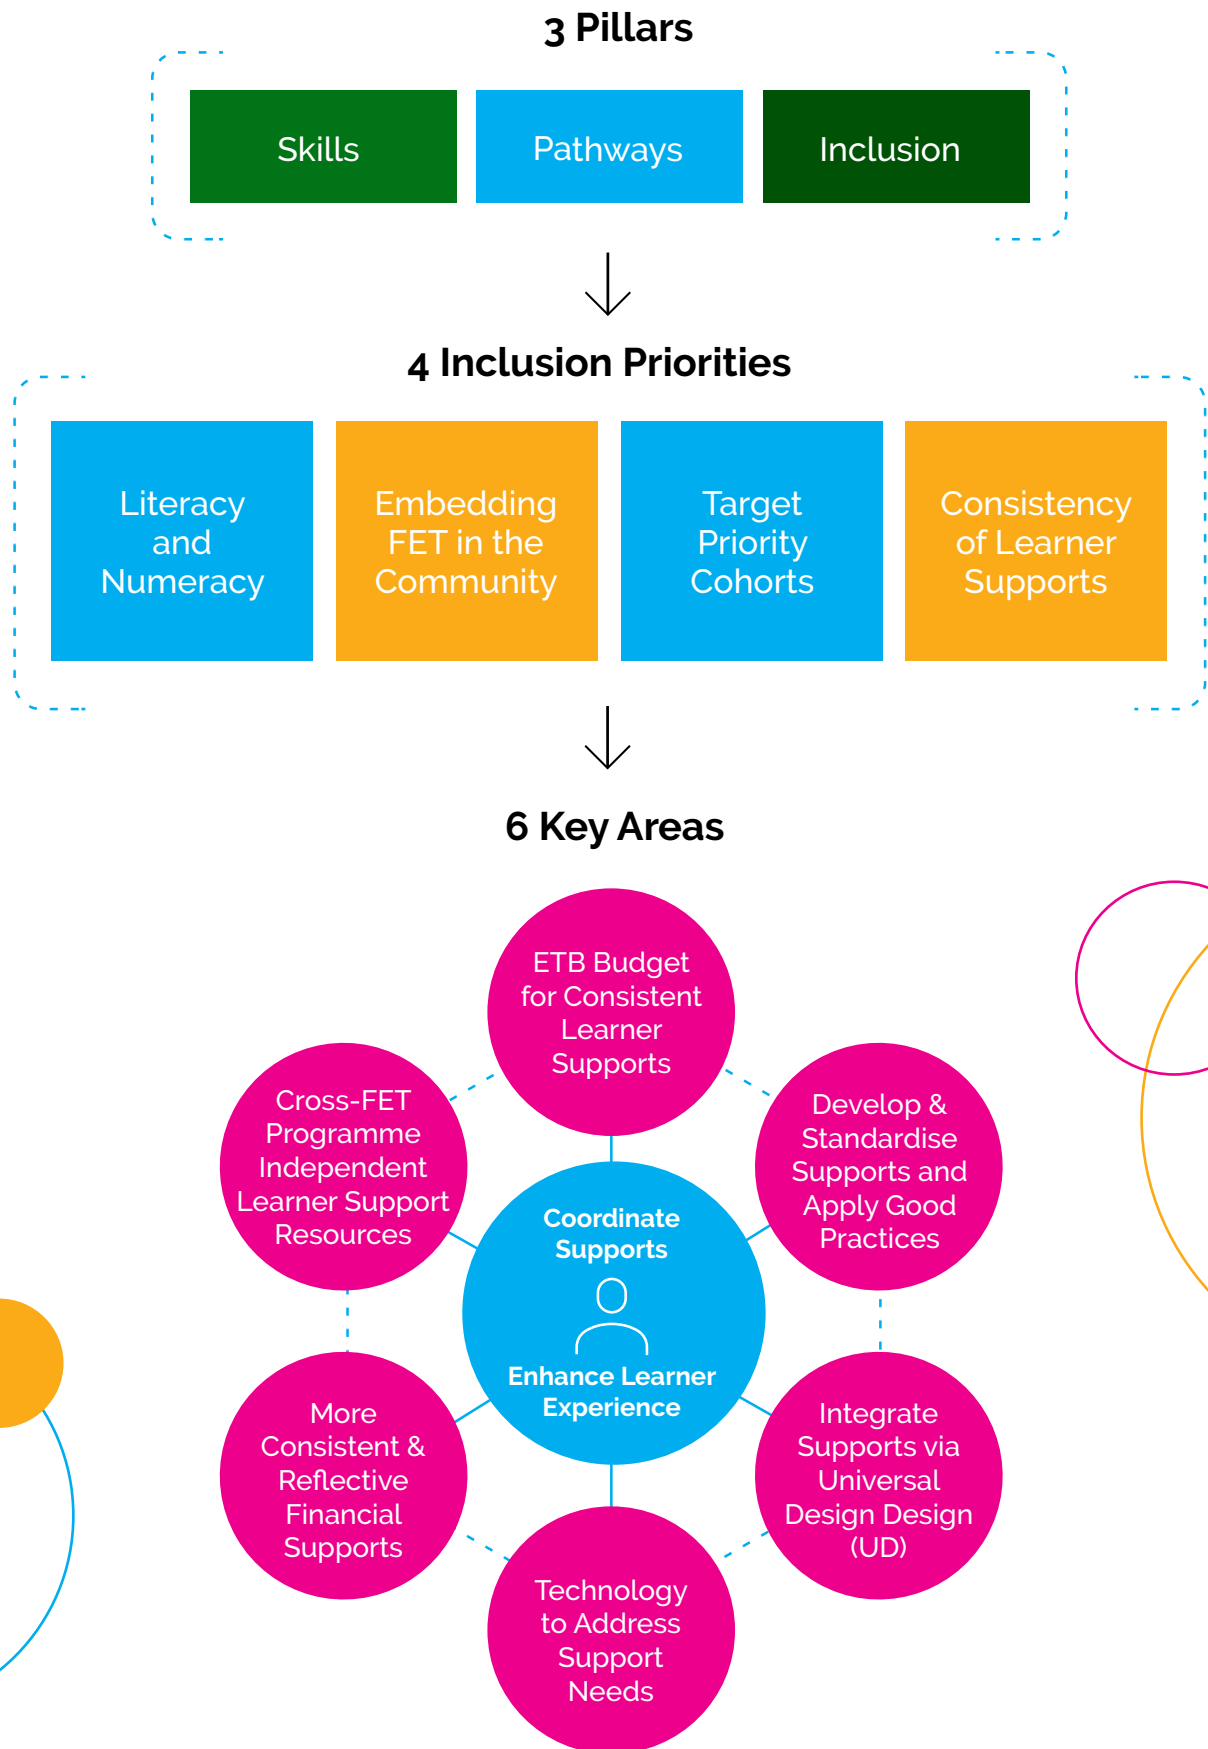 3 Pillars
Skills
Pathways
Inclusion
4 Inclusion Priorities
Literacy
and
Numeracy
Embedding
FET in the
Community
Target
Priority
Cohorts
Consistency
of Learner
Supports
6 Key Areas
ETB Budget
for Consistent
Learner
Supports
Cross-FET
Programme
Independent
Learner Support
Resources
Develop &
Standardise
Supports and
Apply Good
Practices
Coordinate
Supports
Enhance Learner
Experience
More
Consistent &
Reflective
Financial
Supports
Integrate
Supports via
Universal
Design Design
(UD)
Technology
to Address
Support
Needs